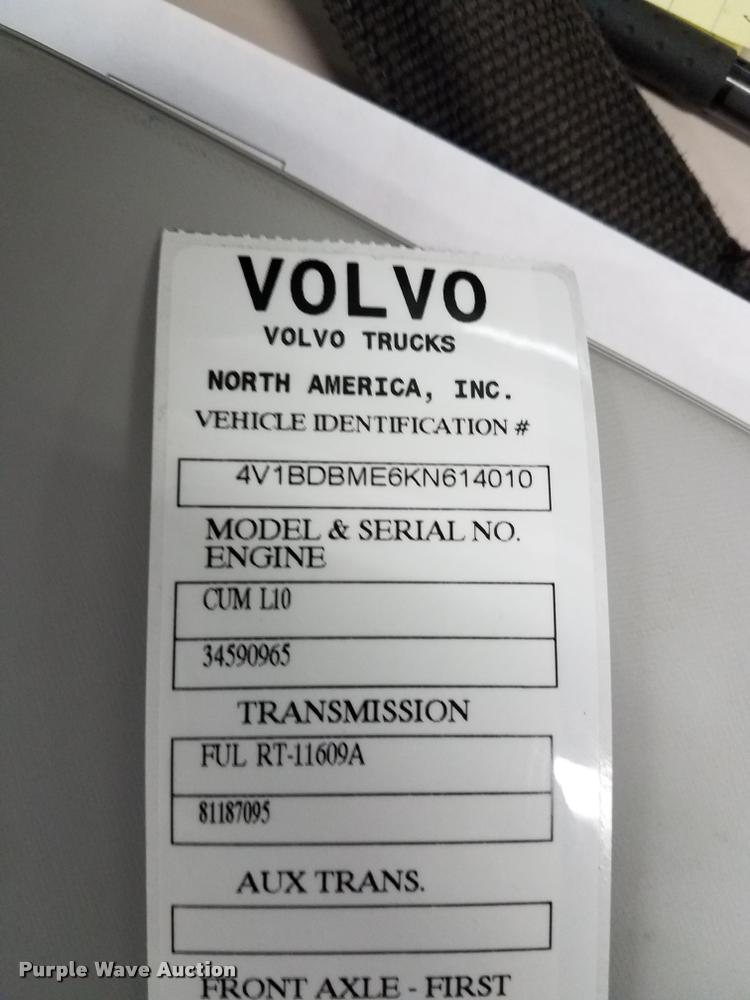 VOLVO
VOLVO TRUCKS
NORTH AMERICA, INC.
VEHICLE IDENTIFICATION #
4V1BDBME6KN614010
MODEL & SERIAL NO.
ENGINE
CUM L10
34590965
TRANSMISSION
FUL RT-11609A
81187095
AUX TRANS.
FRONT AXLE - FIRST
Purple Wave Auction